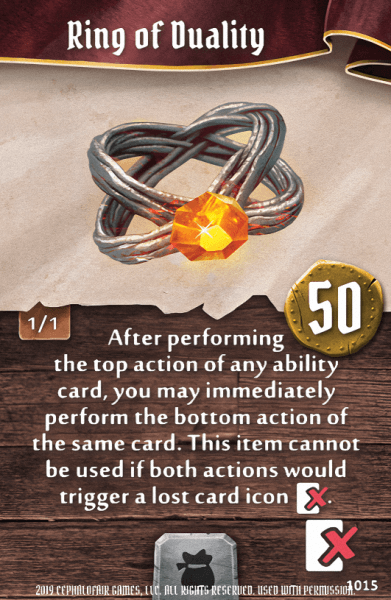 Ring of Duality
50
1/1
After performing
the top action of any ability
card, you may immediately
perform the bottom action of
the same card. This item cannot
be used if both actions would
trigger a lost card icon .
2019 CEPHALOFAIR GAMES, LLC. ALL RIGHTS RESERVED. USED WITH PERMISSION.
1015